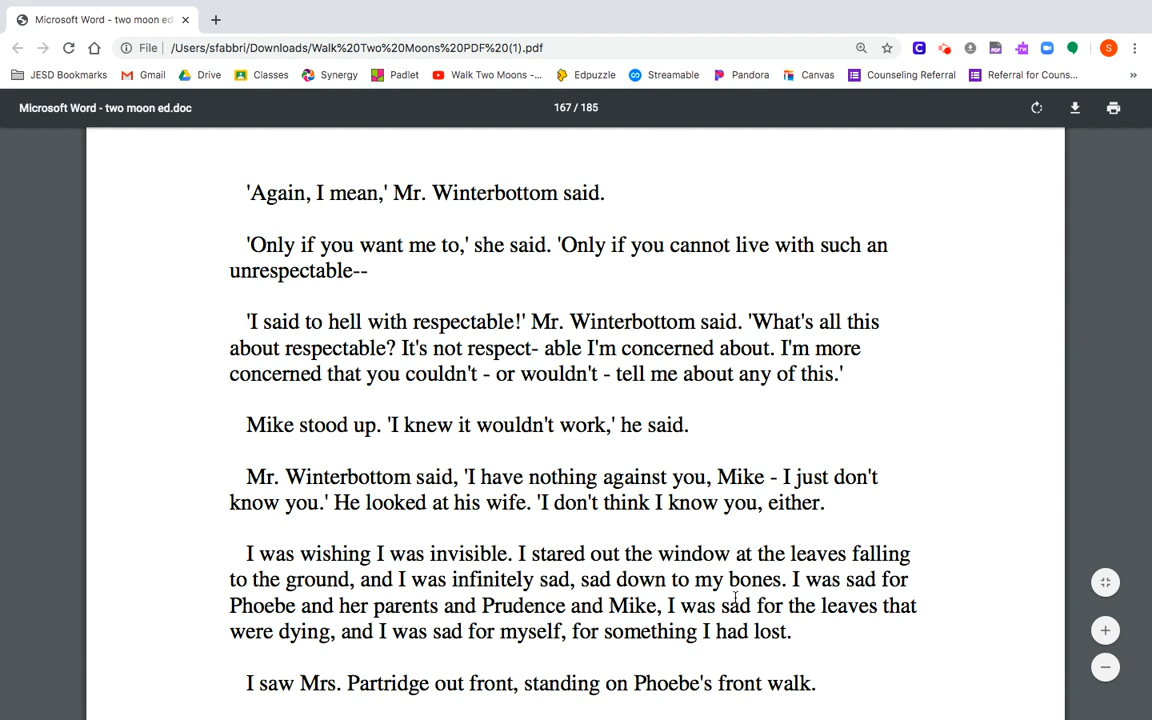 Microsoft Word - two moon ed
File | /Users/sfabbri/Downloads/Walk%20Two%20Moons%20PDF%20(1).pdf
JESD Bookmarks Gmail Drive Classes Synergy Padlet Walk Two Moons -... Edpuzzle Streamable Pandora Canvas Counseling Referral Referral for Couns... »
Microsoft Word - two moon ed.doc 167 / 185
'Again, I mean,' Mr. Winterbottom said.
'Only if you want me to,' she said. 'Only if you cannot live with such an
unrespectable--
'I said to hell with respectable!' Mr. Winterbottom said. 'What's all this
about respectable? It's not respect- able I'm concerned about. I'm more
concerned that you couldn't - or wouldn't - tell me about any of this.'
Mike stood up. 'I knew it wouldn't work,' he said.
Mr. Winterbottom said, 'I have nothing against you, Mike - I just don't
know you.' He looked at his wife. 'I don't think I know you, either.
I was wishing I was invisible. I stared out the window at the leaves falling
to the ground, and I was infinitely sad, sad down to my bones. I was sad for
Phoebe and her parents and Prudence and Mike, I was sad for the leaves that
were dying, and I was sad for myself, for something I had lost.
I saw Mrs. Partridge out front, standing on Phoebe's front walk.